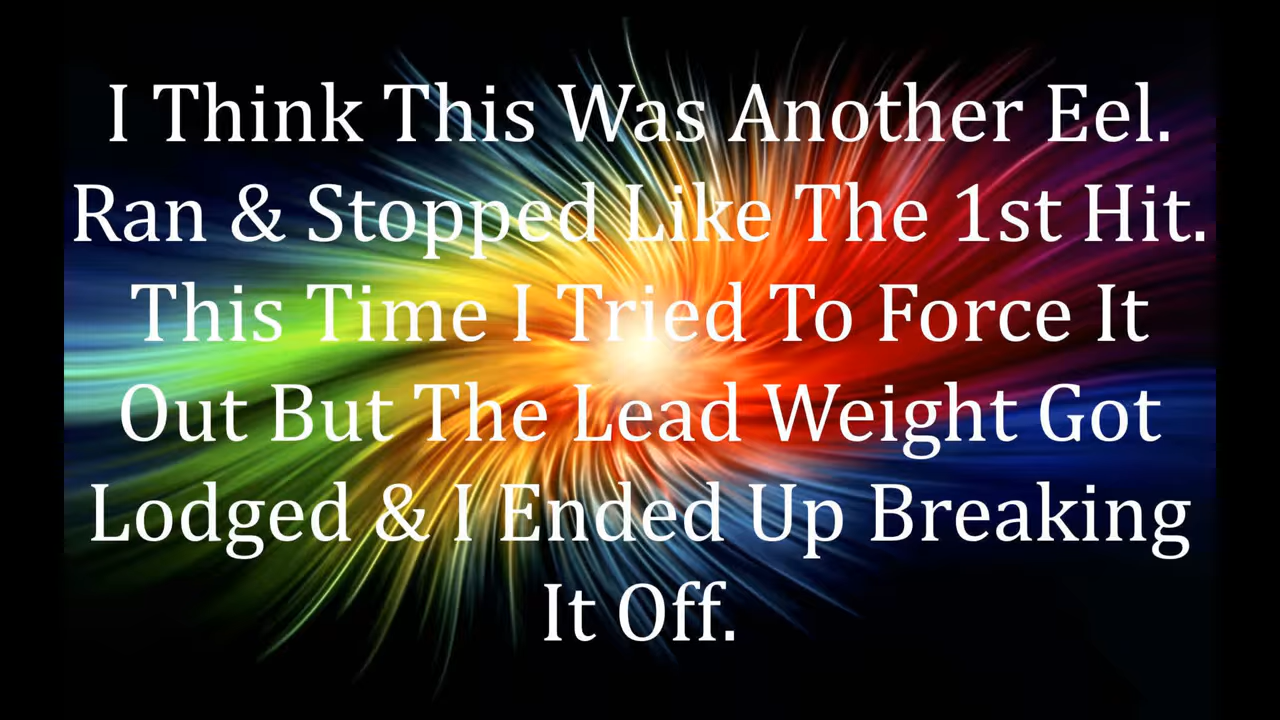 I Think This Was Another Eel.
Ran & Stopped Like The 1st Hit.
This Time I Tried To Force It
Out But The Lead Weight Got
Lodged & I Ended Up Breaking
It Off.